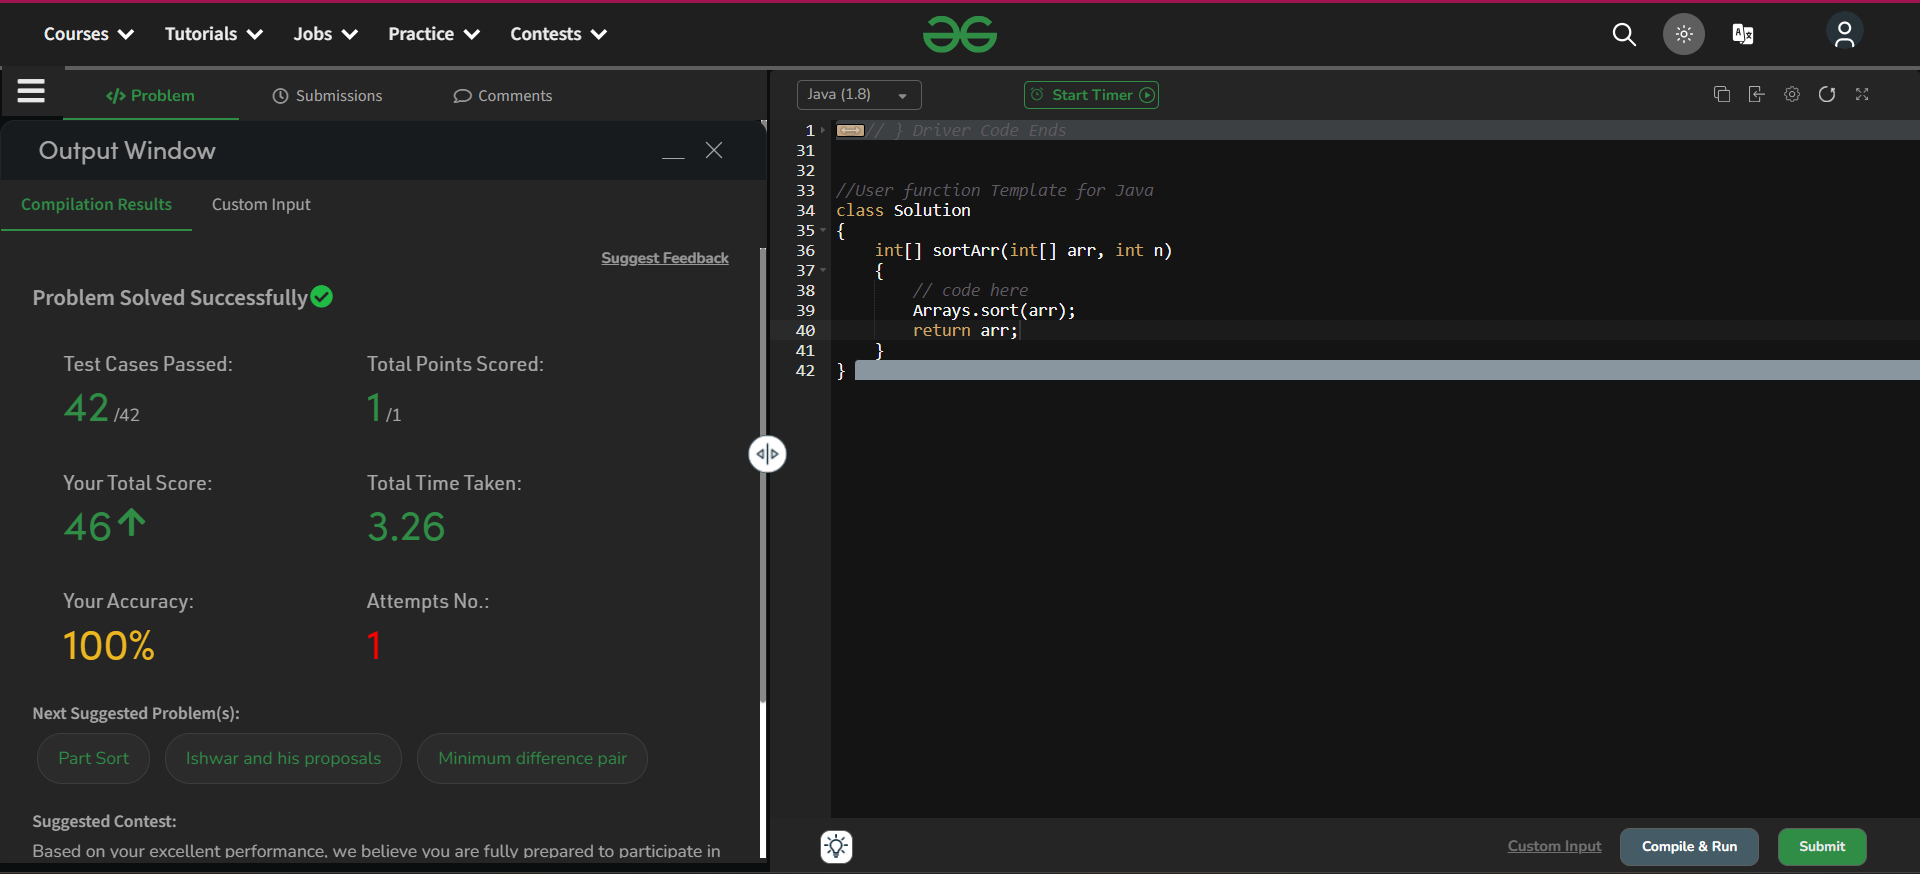 Courses Tutorials Jobs Practice Contests
</> Problem Submissions Comments
Output Window
Compilation Results Custom Input
Suggest Feedback
Problem Solved Successfully
Test Cases Passed: Total Points Scored:
42 /42 1 /1
Your Total Score: Total Time Taken:
46 3.26
Your Accuracy: Attempts No.:
100% 1
Next Suggested Problem(s):
Part Sort Ishwar and his proposals Minimum difference pair
Suggested Contest:
Based on your excellent performance, we believe you are fully prepared to participate in
Java (1.8) Start Timer
1 // } Driver Code Ends
31
32
33 //User function Template for Java
34 class Solution
35 {
36 int[] sortArr(int[] arr, int n)
37 {
38 // code here
39 Arrays.sort(arr);
40 return arr;
41 }
42 }
Custom Input Compile & Run Submit